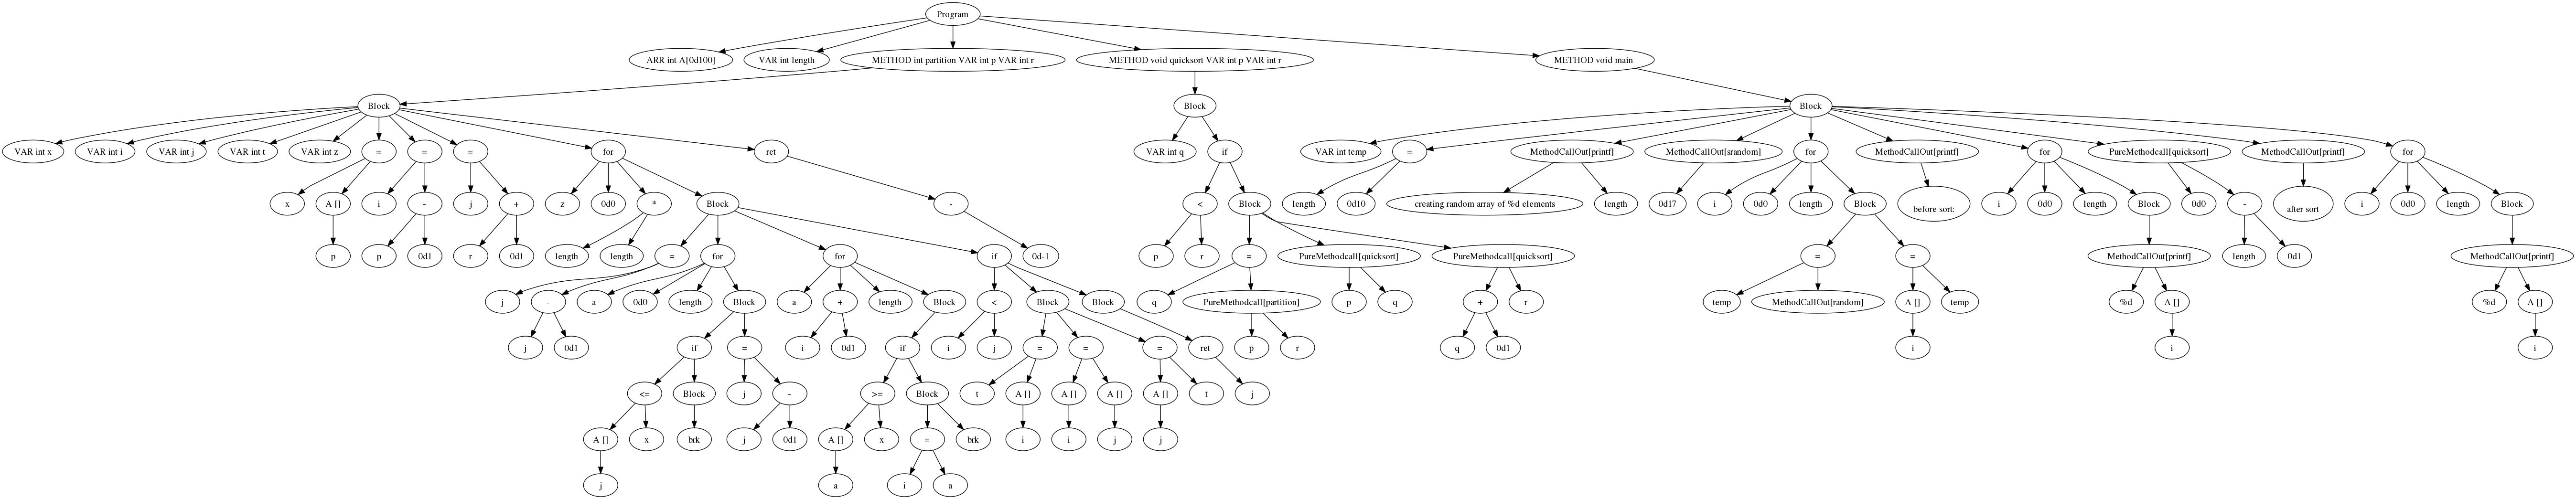 Program
ARR int A[0d100]
VAR int length
METHOD int partition VAR int p VAR int r
METHOD void quicksort VAR int p VAR int r
METHOD void main
Block
Block
Block
VAR int x
VAR int i
VAR int j
VAR int t
VAR int z
=
=
=
for
ret
VAR int q
if
VAR int temp
=
MethodCallOut[printf]
MethodCallOut[srandom]
for
MethodCallOut[printf]
for
PureMethodcall[quicksort]
MethodCallOut[printf]
for
x
A []
i
-
j
+
z
0d0
*
Block
-
<
Block
length
0d10
creating random array of %d elements
length
0d17
i
0d0
length
Block
before sort:
i
0d0
length
Block
0d0
-
after sort
i
0d0
length
Block
p
p
0d1
r
0d1
length
length
=
for
for
if
0d-1
p
r
=
PureMethodcall[quicksort]
PureMethodcall[quicksort]
=
=
MethodCallOut[printf]
length
0d1
MethodCallOut[printf]
j
-
a
0d0
length
Block
a
+
length
Block
<
Block
Block
q
PureMethodcall[partition]
p
q
+
r
temp
MethodCallOut[random]
A []
temp
%d
A []
%d
A []
j
0d1
if
=
i
0d1
if
i
j
=
=
=
ret
p
r
q
0d1
i
i
i
<=
Block
j
-
>=
Block
t
A []
A []
A []
A []
t
j
A []
x
brk
j
0d1
A []
x
=
brk
i
i
j
j
j
a
i
a